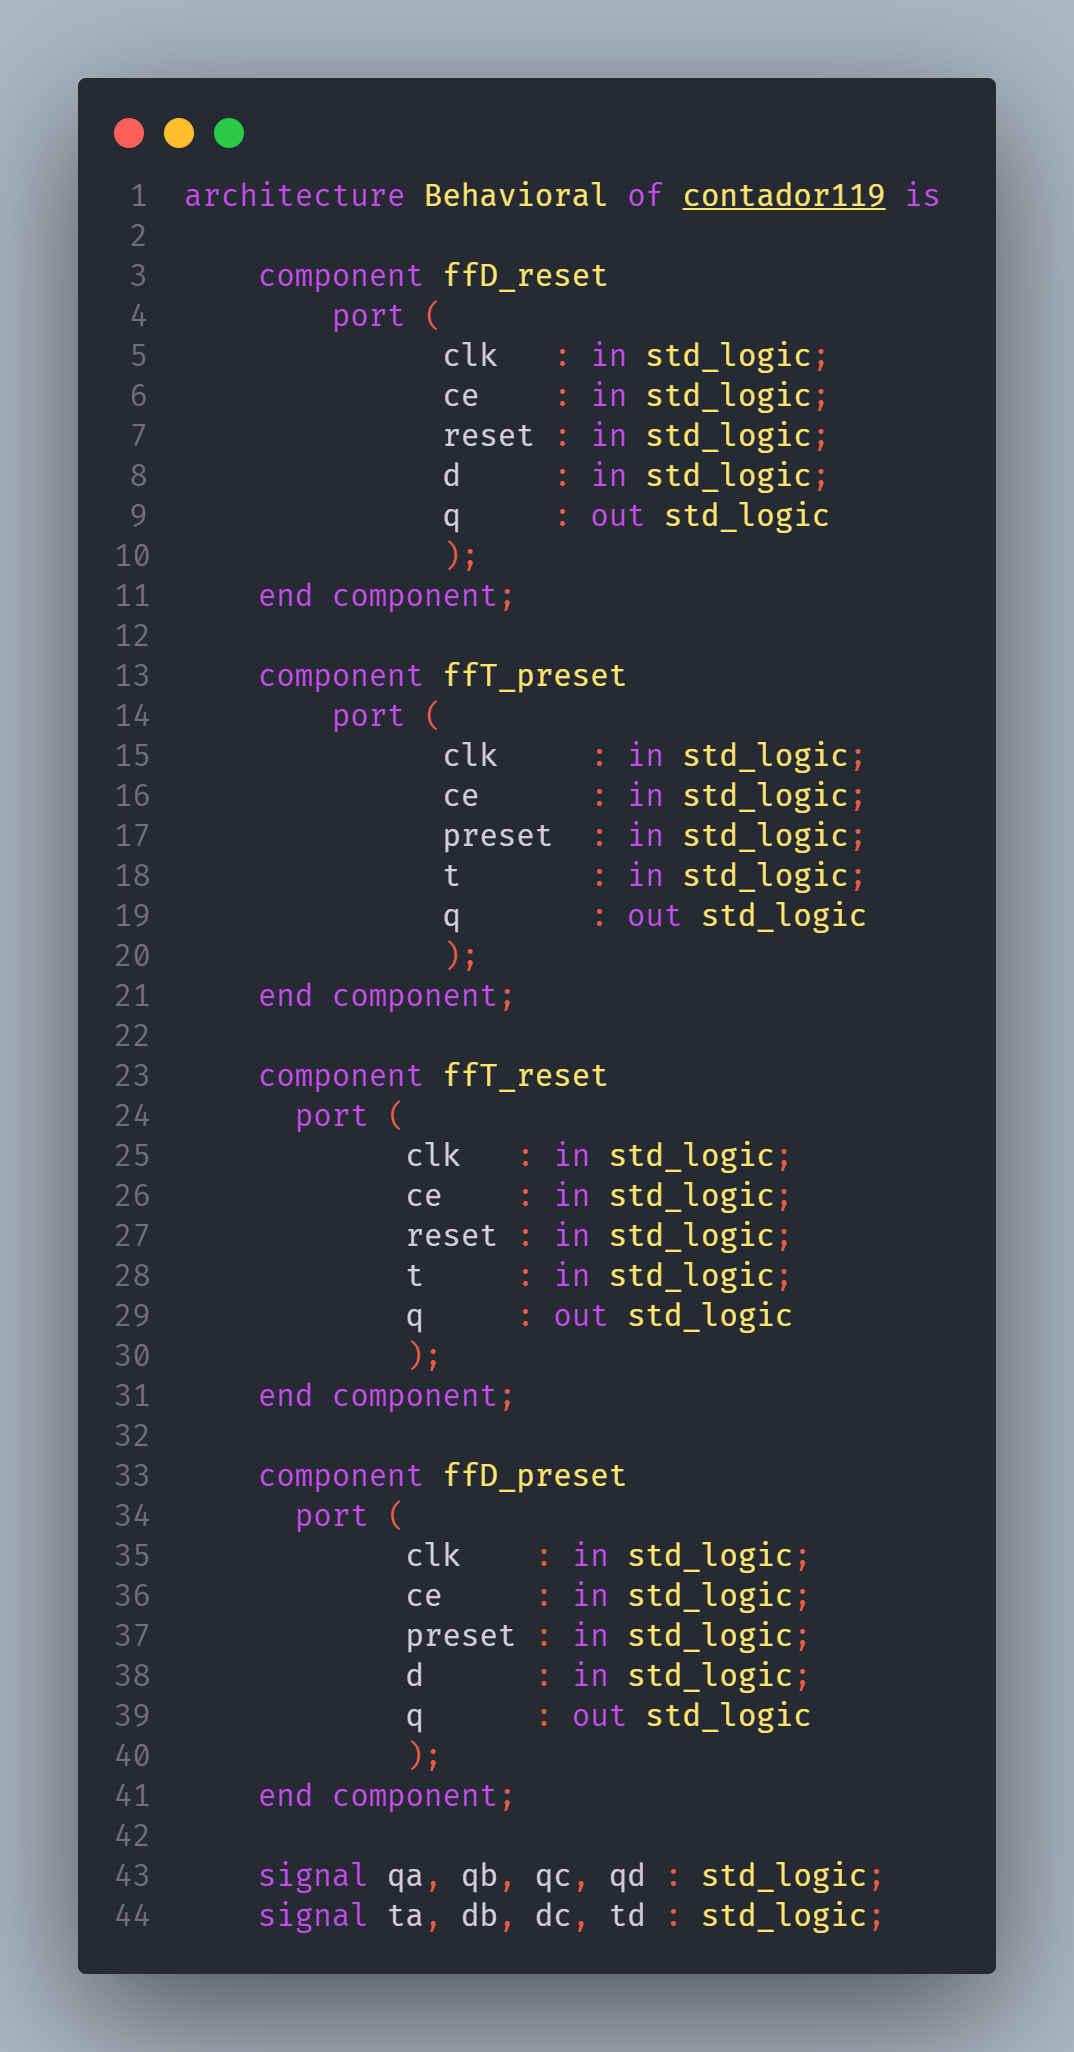 1 architecture Behavioral of contador119 is
2
3 component ffD_reset
4 port (
5 clk : in std_logic;
6 ce : in std_logic;
7 reset : in std_logic;
8 d : in std_logic;
9 q : out std_logic
10 );
11 end component;
12
13 component ffT_preset
14 port (
15 clk : in std_logic;
16 ce : in std_logic;
17 preset : in std_logic;
18 t : in std_logic;
19 q : out std_logic
20 );
21 end component;
22
23 component ffT_reset
24 port (
25 clk : in std_logic;
26 ce : in std_logic;
27 reset : in std_logic;
28 t : in std_logic;
29 q : out std_logic
30 );
31 end component;
32
33 component ffD_preset
34 port (
35 clk : in std_logic;
36 ce : in std_logic;
37 preset : in std_logic;
38 d : in std_logic;
39 q : out std_logic
40 );
41 end component;
42
43 signal qa, qb, qc, qd : std_logic;
44 signal ta, db, dc, td : std_logic;